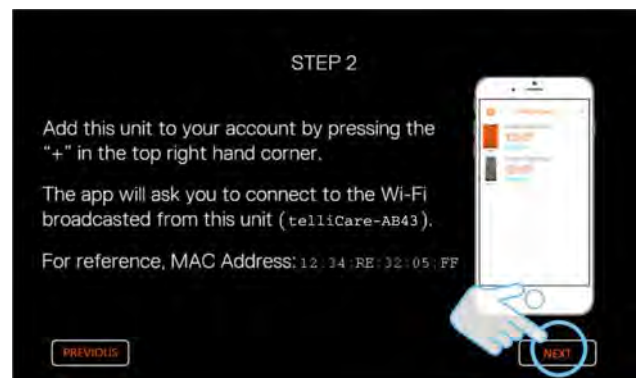 STEP 2
Add this unit to your account by pressing the
“+” in the top right hand corner.
The app will ask you to connect to the Wi-Fi
broadcasted from this unit (telliCare-AB43).
For reference, MAC Address: 12:34:RE:32:05:FF
PREVIOUS
NEXT